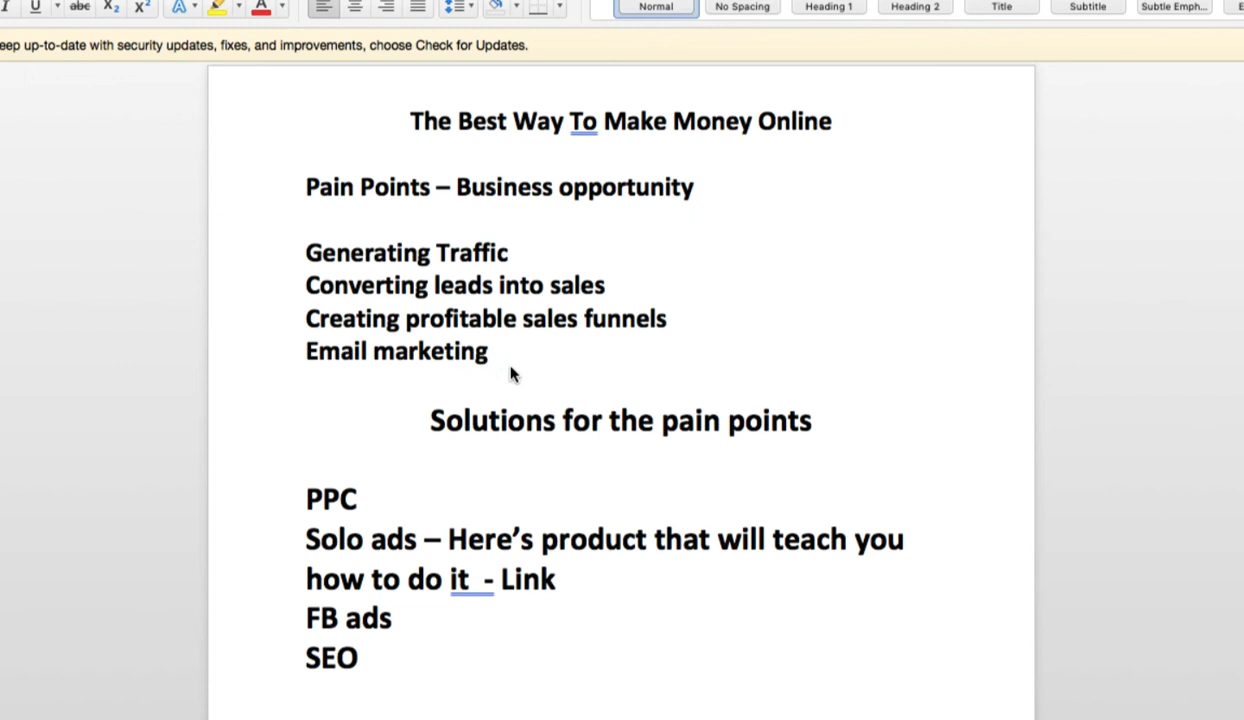 I U abc X2 X2 A A
Normal No Spacing Heading 1 Heading 2 Title Subtitle Subtle Emph...
eep up-to-date with security updates, fixes, and improvements, choose Check for Updates.
The Best Way To Make Money Online
Pain Points – Business opportunity
Generating Traffic
Converting leads into sales
Creating profitable sales funnels
Email marketing
Solutions for the pain points
PPC
Solo ads – Here’s product that will teach you
how to do it  - Link
FB ads
SEO